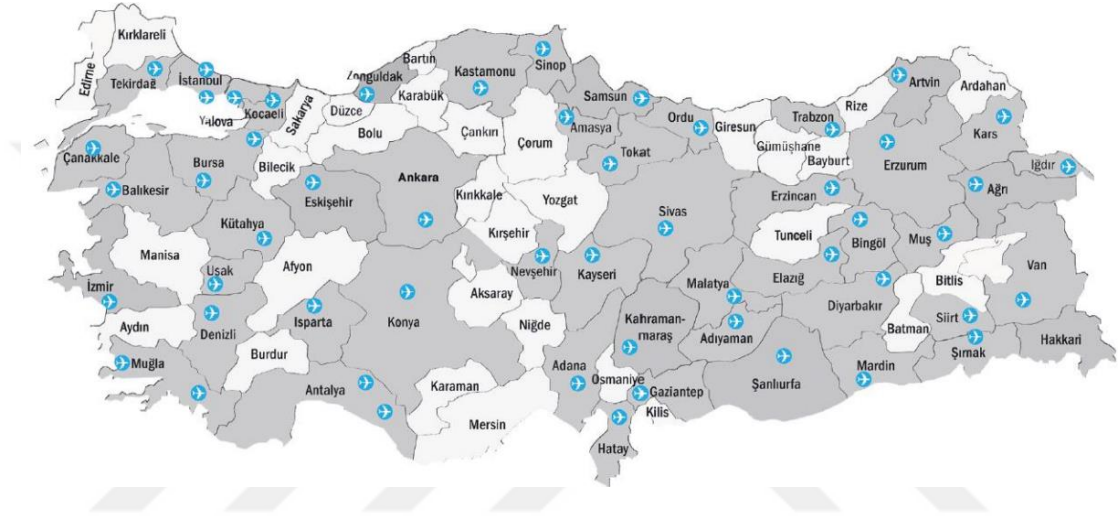 Kırklareli
Edirne
Tekirdağ
İstanbul
Yalova
Kocaeli
Sakarya
Düzce
Zonguldak
Bartın
Karabük
Kastamonu
Sinop
Samsun
Ordu
Giresun
Trabzon
Rize
Artvin
Ardahan
Kars
Çanakkale
Bursa
Bilecik
Bolu
Çankırı
Çorum
Amasya
Tokat
Gümüşhane
Bayburt
Erzurum
Iğdır
Balıkesir
Eskişehir
Ankara
Kırıkkale
Yozgat
Sivas
Erzincan
Ağrı
Kütahya
Kırşehir
Tunceli
Bingöl
Muş
Manisa
Uşak
Afyon
Nevşehir
Kayseri
Malatya
Elazığ
Bitlis
Van
İzmir
Aksaray
Diyarbakır
Aydın
Denizli
Isparta
Konya
Niğde
Kahraman-
maraş
Adıyaman
Batman
Siirt
Hakkari
Muğla
Burdur
Adana
Osmaniye
Gaziantep
Şanlıurfa
Mardin
Şırnak
Antalya
Karaman
Mersin
Kilis
Hatay